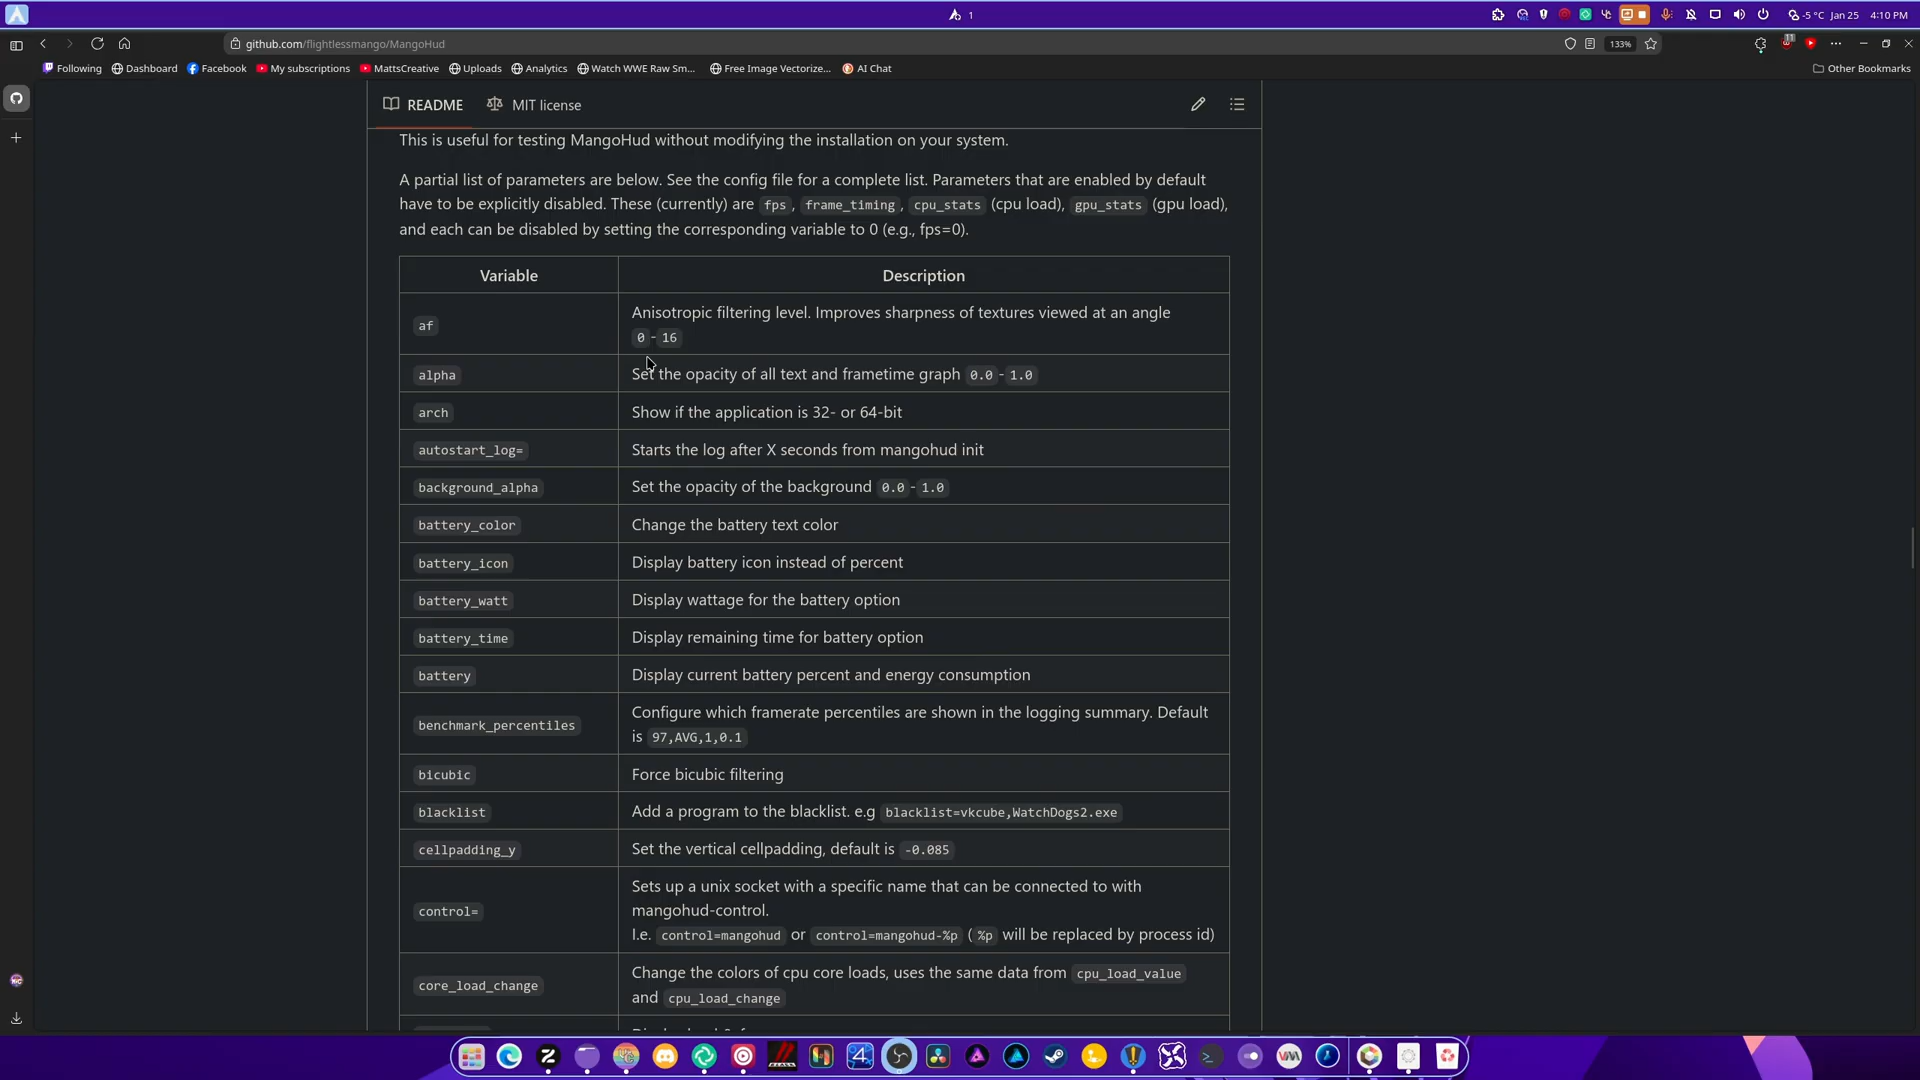 1
-5 °C Jan 25 4:10 PM
github.com/flightlessmango/MangoHud
133%
11
Following
Dashboard
Facebook
My subscriptions
MattsCreative
Uploads
Analytics
Watch WWE Raw Sm...
Free Image Vectorize...
AI Chat
Other Bookmarks
README
MIT license
This is useful for testing MangoHud without modifying the installation on your system.
A partial list of parameters are below. See the config file for a complete list. Parameters that are enabled by default
have to be explicitly disabled. These (currently) are fps, frame_timing, cpu_stats (cpu load), gpu_stats (gpu load),
and each can be disabled by setting the corresponding variable to 0 (e.g., fps=0).
Variable Description
af
Anisotropic filtering level. Improves sharpness of textures viewed at an angle
0 - 16
alpha Set the opacity of all text and frametime graph 0.0 - 1.0
arch Show if the application is 32- or 64-bit
autostart_log= Starts the log after X seconds from mangohud init
background_alpha Set the opacity of the background 0.0 - 1.0
battery_color Change the battery text color
battery_icon Display battery icon instead of percent
battery_watt Display wattage for the battery option
battery_time Display remaining time for battery option
battery Display current battery percent and energy consumption
benchmark_percentiles
Configure which framerate percentiles are shown in the logging summary. Default
is 97,AVG,1,0.1
bicubic Force bicubic filtering
blacklist Add a program to the blacklist. e.g blacklist=vkcube,WatchDogs2.exe
cellpadding_y Set the vertical cellpadding, default is -0.085
control=
Sets up a unix socket with a specific name that can be connected to with
mangohud-control.
I.e. control=mangohud or control=mangohud-%p (%p will be replaced by process id)
core_load_change
Change the colors of cpu core loads, uses the same data from cpu_load_value
and cpu_load_change